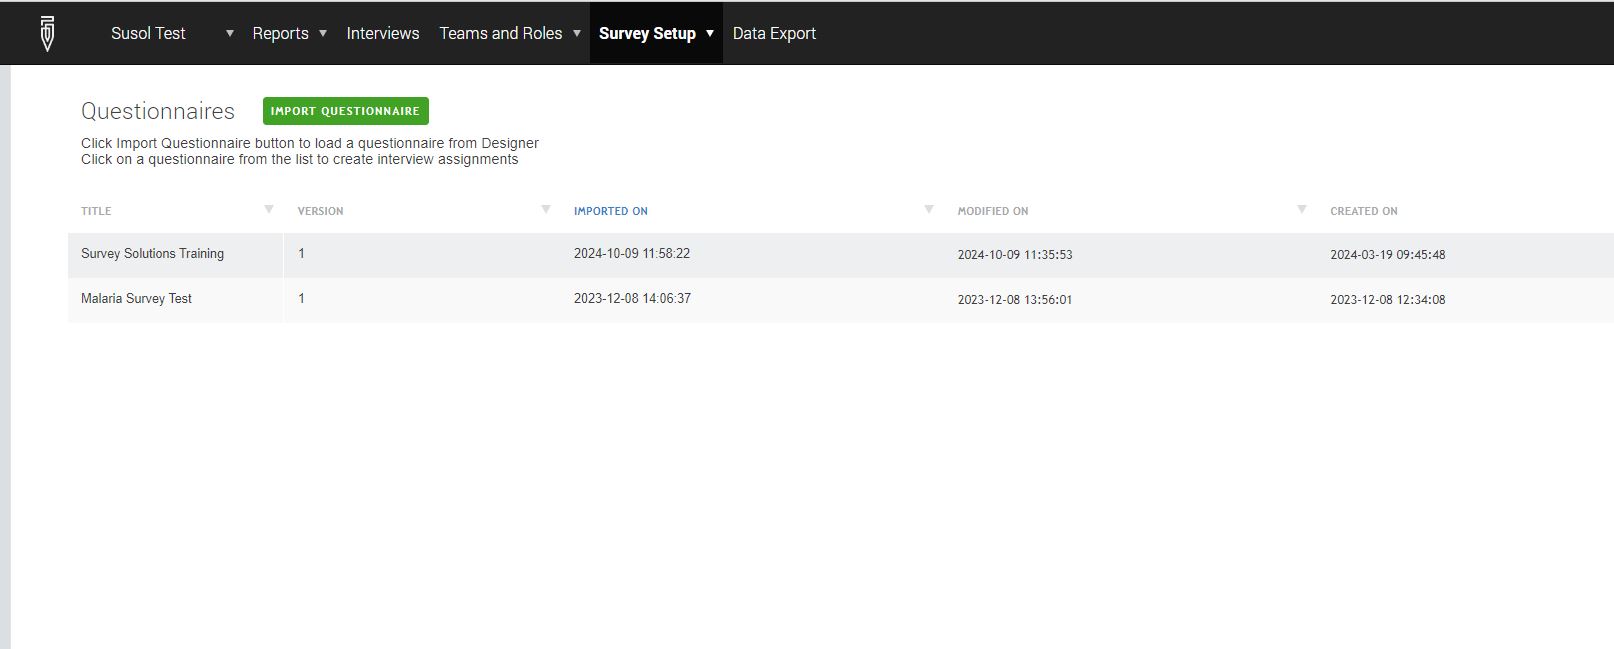 Susol Test Reports Interviews Teams and Roles Survey Setup Data Export
Questionnaires IMPORT QUESTIONNAIRE
Click Import Questionnaire button to load a questionnaire from Designer
Click on a questionnaire from the list to create interview assignments
TITLE VERSION IMPORTED ON MODIFIED ON CREATED ON
Survey Solutions Training 1 2024-10-09 11:58:22 2024-10-09 11:35:53 2024-03-19 09:45:48
Malaria Survey Test 1 2023-12-08 14:06:37 2023-12-08 13:56:01 2023-12-08 12:34:08